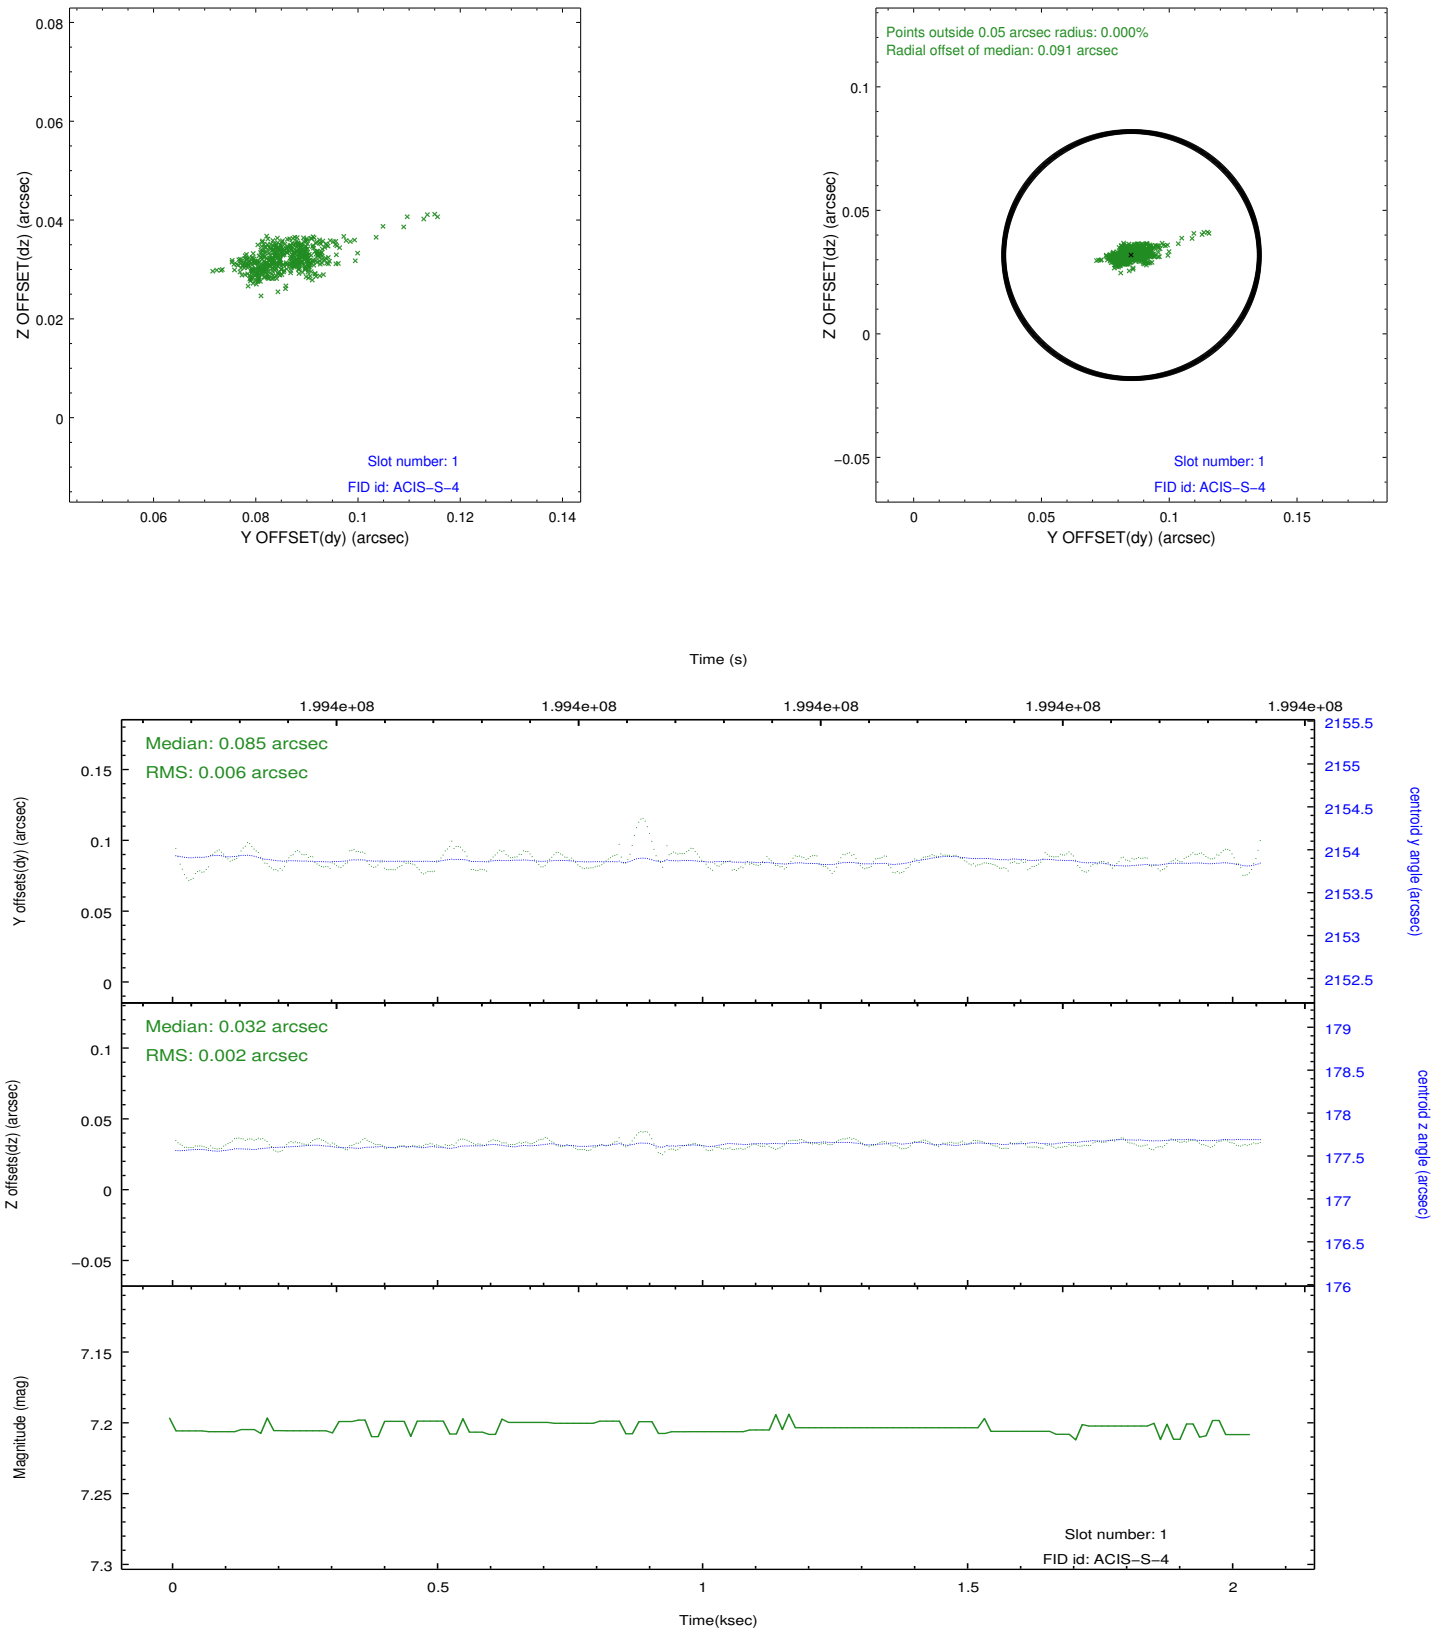 0.08
0.06
0.04
0.02
0
Z OFFSET(dz) (arcsec)
Slot number: 1
FID id: ACIS−S−4
0.06 0.08 0.1 0.12 0.14
Y OFFSET(dy) (arcsec)
Points outside 0.05 arcsec radius: 0.000%
Radial offset of median: 0.091 arcsec
0.1
0.05
0
−0.05
Z OFFSET(dz) (arcsec)
Slot number: 1
FID id: ACIS−S−4
0 0.05 0.1 0.15
Y OFFSET(dy) (arcsec)
Time (s)
1.994e+08 1.994e+08 1.994e+08 1.994e+08 1.994e+08
Median: 0.085 arcsec
RMS: 0.006 arcsec
0.15
0.1
0.05
0
Y offsets(dy) (arcsec)
2155.5
2155
2154.5
2154
2153.5
2153
2152.5
centroid y angle (arcsec)
Median: 0.032 arcsec
RMS: 0.002 arcsec
0.1
0.05
0
−0.05
Z offsets(dz) (arcsec)
179
178.5
178
177.5
177
176.5
176
centroid z angle (arcsec)
7.15
7.2
7.25
7.3
Magnitude (mag)
Slot number: 1
FID id: ACIS−S−4
0 0.5 1 1.5 2
Time(ksec)